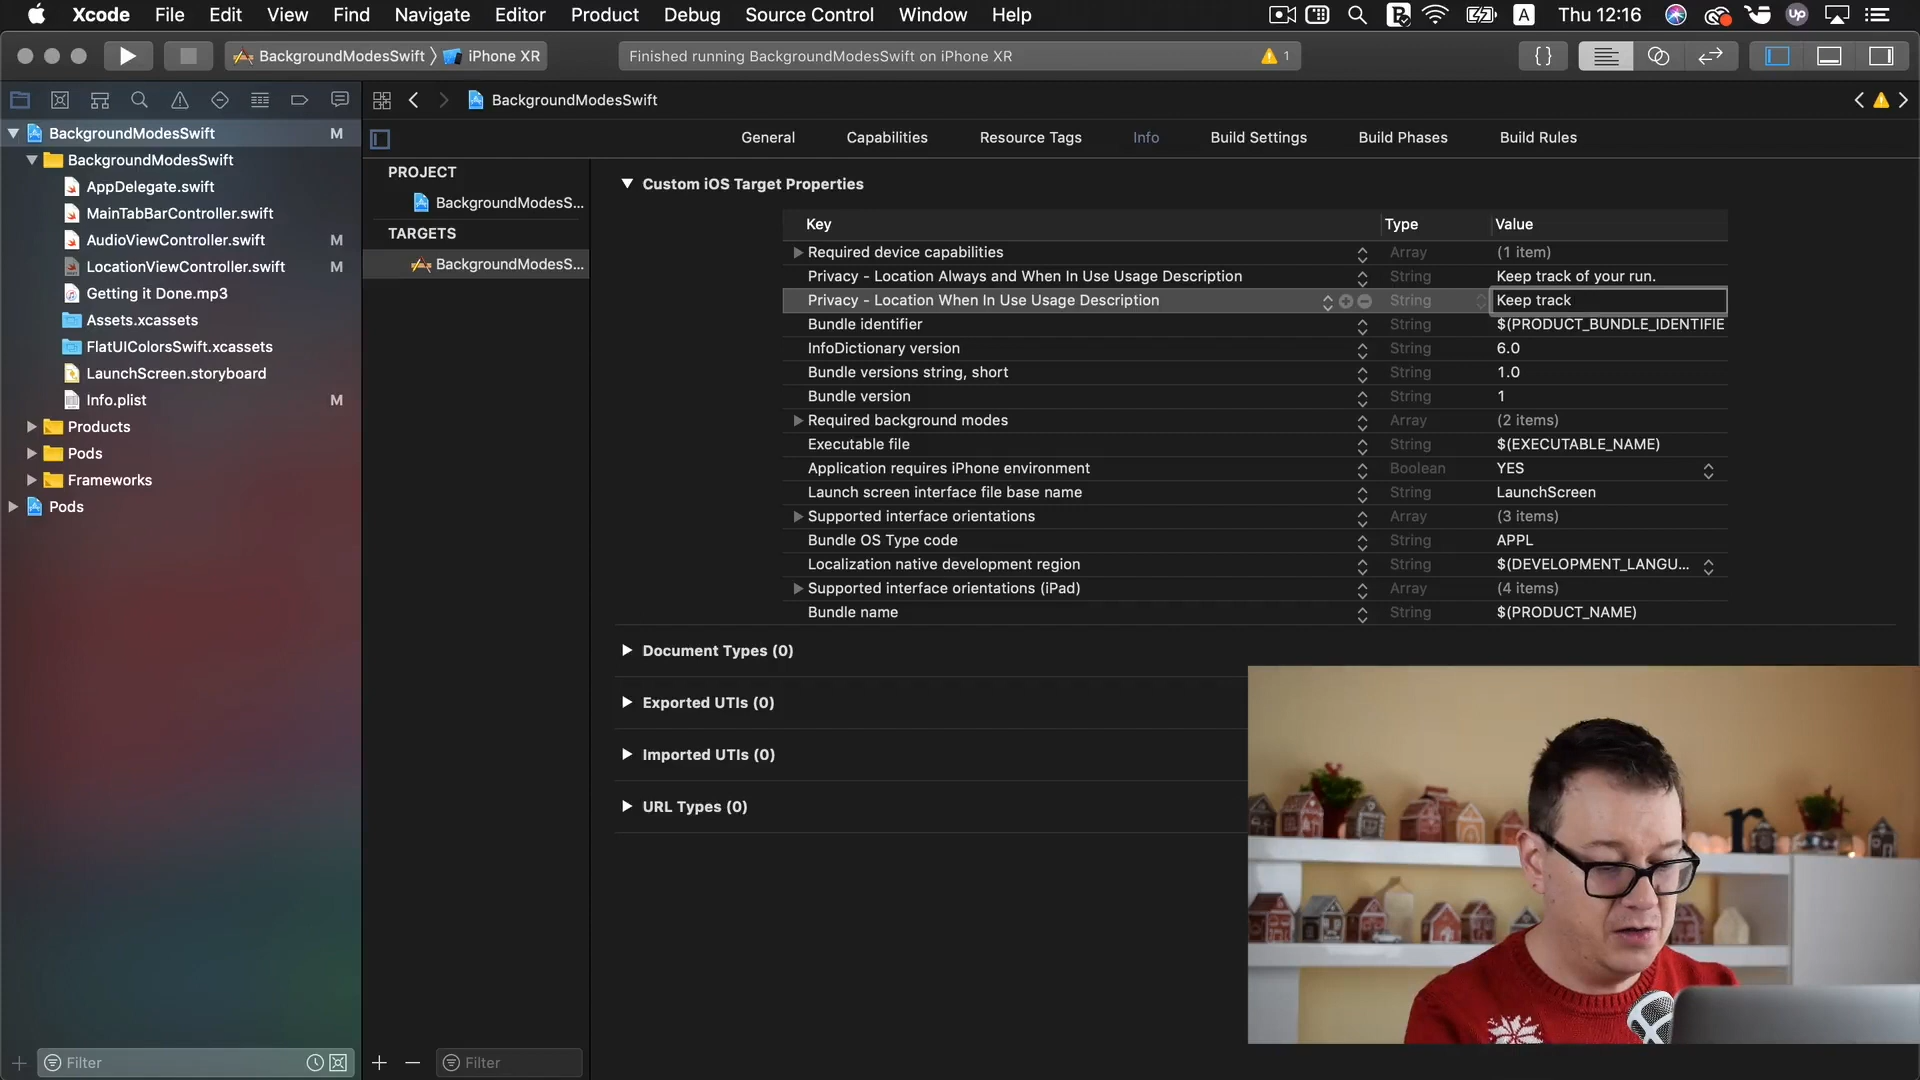 Xcode File Edit View Find Navigate Editor Product Debug Source Control Window Help A Thu 12:16 Up
BackgroundModesSwift iPhone XR
Finished running BackgroundModesSwift on iPhone XR 1
{}
BackgroundModesSwift M
BackgroundModesSwift
AppDelegate.swift
MainTabBarController.swift
AudioViewController.swift M
LocationViewController.swift M
Getting it Done.mp3
Assets.xcassets
FlatUIColorsSwift.xcassets
LaunchScreen.storyboard
Info.plist M
Products
Pods
Frameworks
Pods
Filter
BackgroundModesSwift
General Capabilities Resource Tags Info Build Settings Build Phases Build Rules
PROJECT
BackgroundModesS...
TARGETS
BackgroundModesS...
Filter
Custom iOS Target Properties
Key Type Value
Required device capabilities Array (1 item)
Privacy - Location Always and When In Use Usage Description String Keep track of your run.
Privacy - Location When In Use Usage Description String Keep track
Bundle identifier String $(PRODUCT_BUNDLE_IDENTIFIE
InfoDictionary version String 6.0
Bundle versions string, short String 1.0
Bundle version String 1
Required background modes Array (2 items)
Executable file String $(EXECUTABLE_NAME)
Application requires iPhone environment Boolean YES
Launch screen interface file base name String LaunchScreen
Supported interface orientations Array (3 items)
Bundle OS Type code String APPL
Localization native development region String $(DEVELOPMENT_LANGU...
Supported interface orientations (iPad) Array (4 items)
Bundle name String $(PRODUCT_NAME)
Document Types (0)
Exported UTIs (0)
Imported UTIs (0)
URL Types (0)